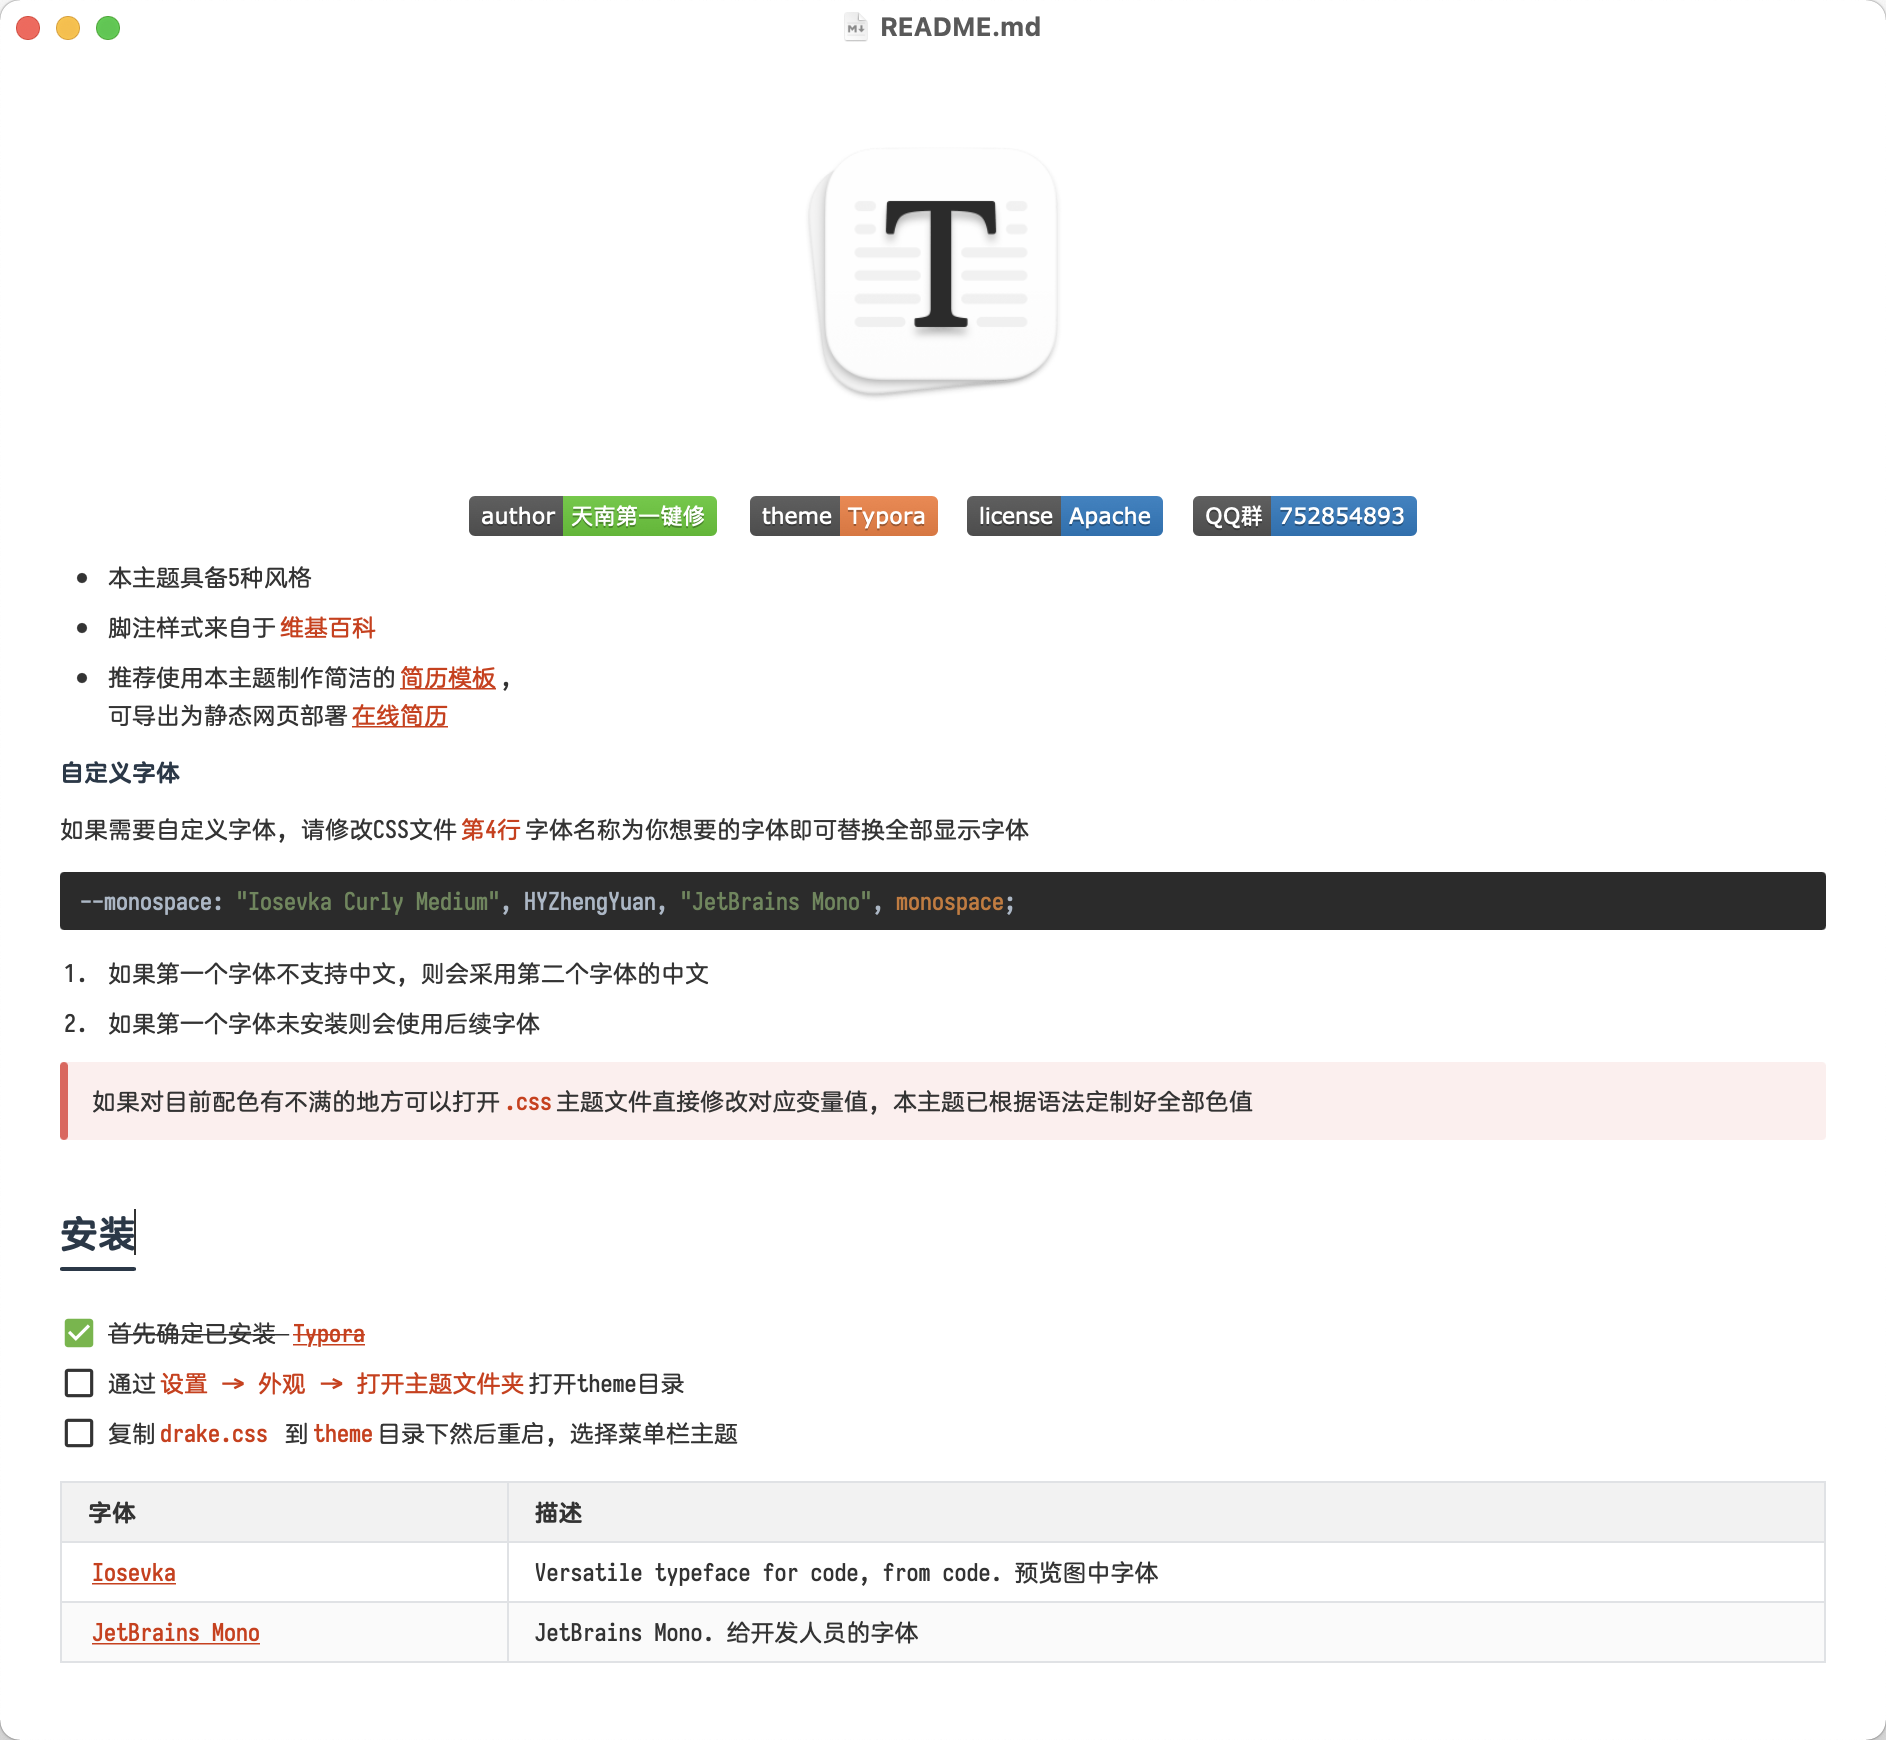 README.md
T
author 天南第一键修 theme Typora license Apache QQ群 752854893
本主题具备5种风格
脚注样式来自于 维基百科
推荐使用本主题制作简洁的 简历模板 ，
可导出为静态网页部署 在线简历
自定义字体
如果需要自定义字体，请修改CSS文件 第4行 字体名称为你想要的字体即可替换全部显示字体
--monospace: "Iosevka Curly Medium", HYZhengYuan, "JetBrains Mono", monospace;
1. 如果第一个字体不支持中文，则会采用第二个字体的中文
2. 如果第一个字体未安装则会使用后续字体
如果对目前配色有不满的地方可以打开 .css 主题文件直接修改对应变量值，本主题已根据语法定制好全部色值
安装
首先确定已安装 Typora
通过 设置 → 外观 → 打开主题文件夹 打开theme目录
复制 drake.css 到 theme 目录下然后重启，选择菜单栏主题
字体 描述
Iosevka Versatile typeface for code, from code. 预览图中字体
JetBrains Mono JetBrains Mono. 给开发人员的字体